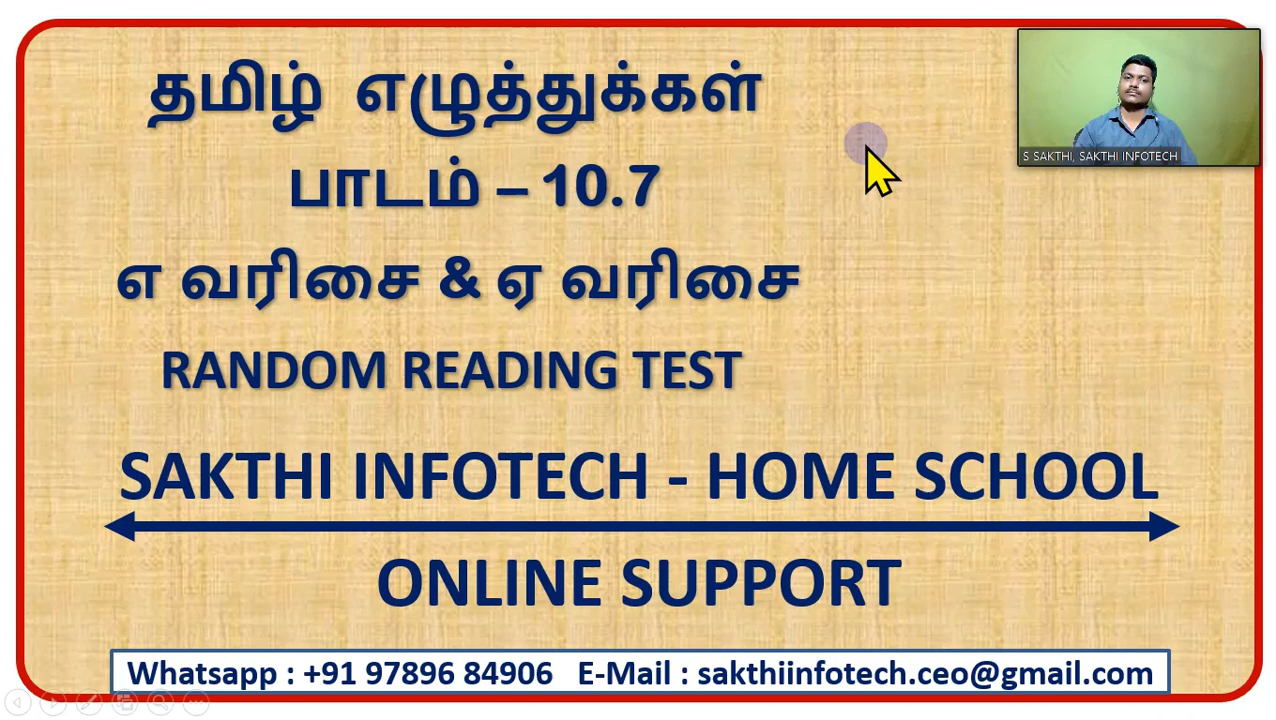 தமிழ் எழுத்துக்கள்
பாடம் – 10.7
எ வரிசை & ஏ வரிசை
RANDOM READING TEST
SAKTHI INFOTECH - HOME SCHOOL
ONLINE SUPPORT
Whatsapp : +91 97896 84906 E-Mail : sakthiinfotech.ceo@gmail.com
S SAKTHI, SAKTHI INFOTECH